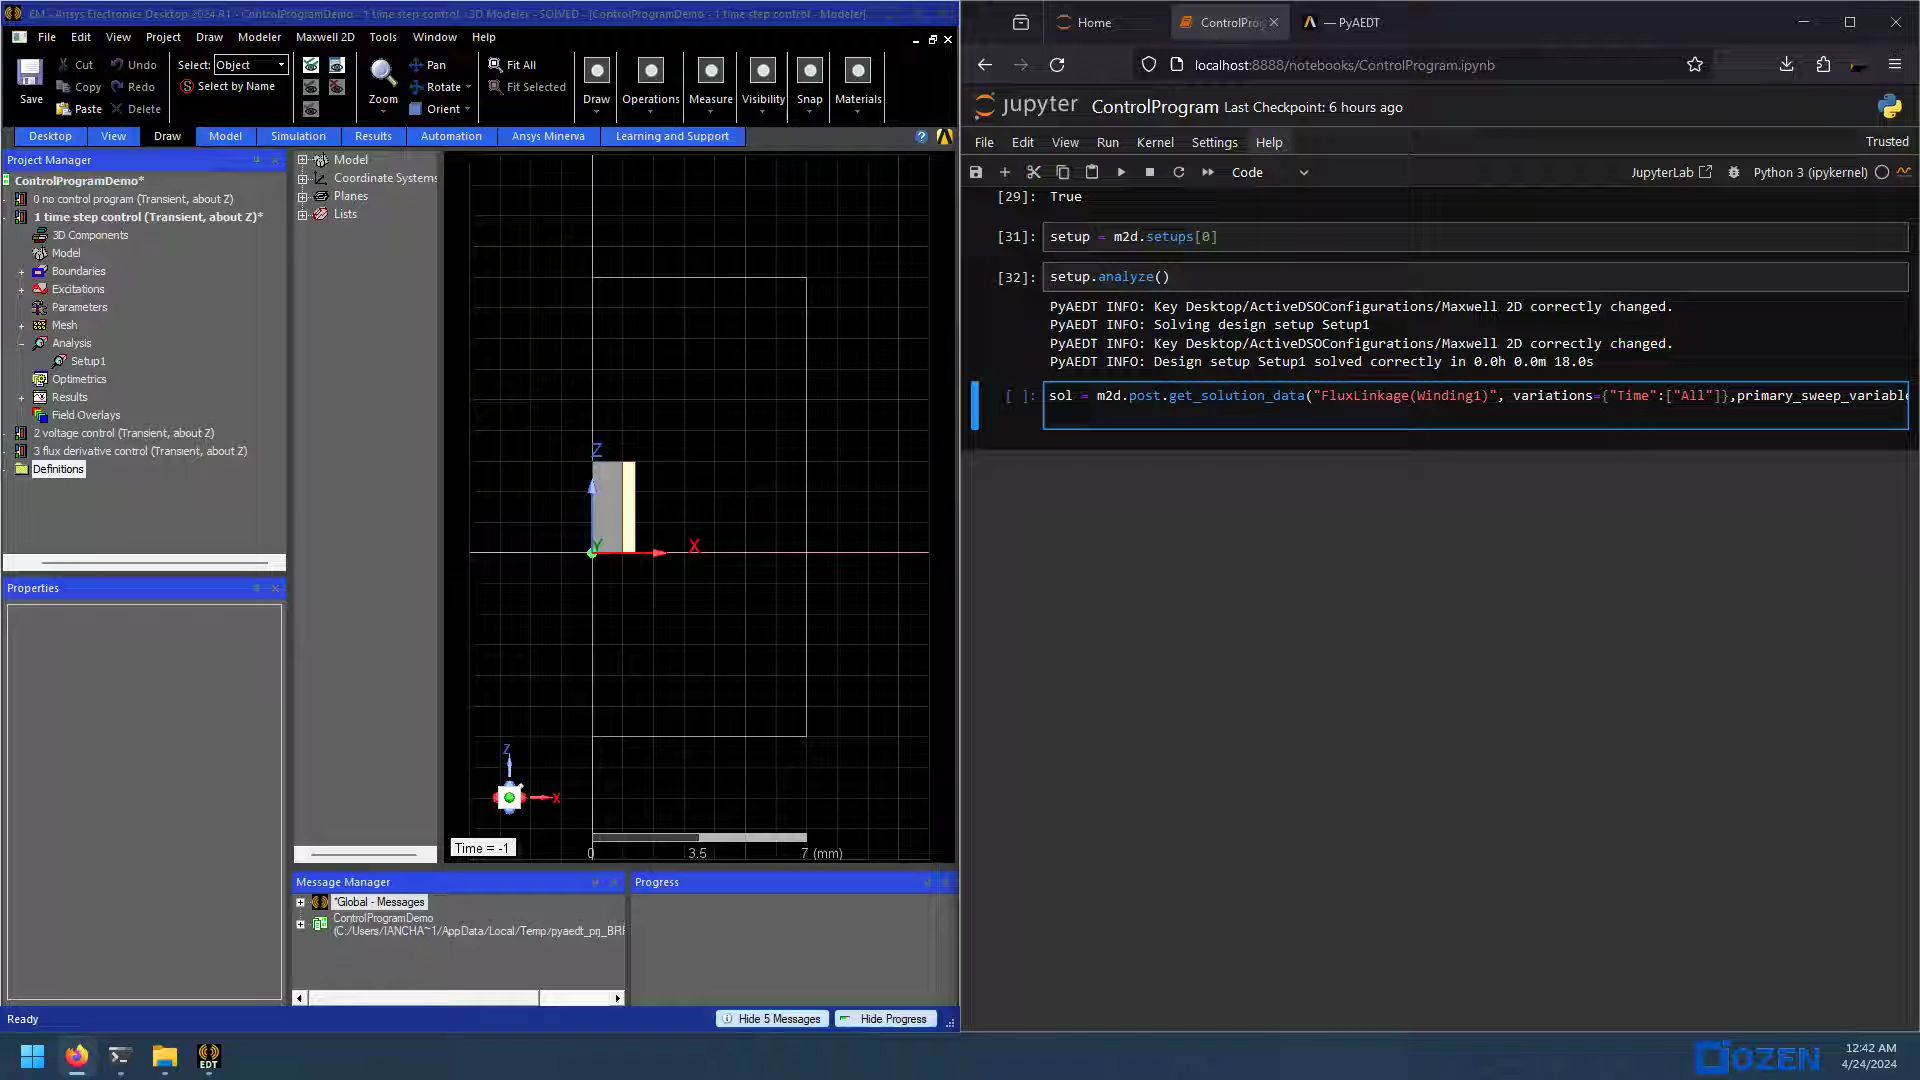 EM - Ansys Electronics Desktop 2024 R1 - ControlProgramDemo - 1 time step control - 3D Modeler - SOLVED - [ControlProgramDemo - 1 time step control - Modeler]
File Edit View Project Draw Modeler Maxwell 2D Tools Window Help
Save
Cut
Copy
Paste
Undo
Redo
Delete
Select: Object
Select by Name
Zoom
Pan
Rotate
Orient
Fit All
Fit Selected
Draw
Operations
Measure
Visibility
Snap
Materials
Desktop View Draw Model Simulation Results Automation Ansys Minerva Learning and Support
Project Manager
ControlProgramDemo*
0 no control program (Transient, about Z)
1 time step control (Transient, about Z)*
3D Components
Model
Boundaries
Excitations
Parameters
Mesh
Analysis
Setup1
Optimetrics
Results
Field Overlays
2 voltage control (Transient, about Z)
3 flux derivative control (Transient, about Z)
Definitions
Properties
Model
Coordinate Systems
Planes
Lists
Z
Y
X
Z
X
Time = -1
0 3.5 7 (mm)
Message Manager
*Global - Messages
ControlProgramDemo
(C:/Users/IANCHA~1/AppData/Local/Temp/pyaedt_prj_BRF
Progress
Ready
Hide 5 Messages
Hide Progress
Home
ControlPro
— PyAEDT
localhost:8888/notebooks/ControlProgram.ipynb
jupyter ControlProgram Last Checkpoint: 6 hours ago
File Edit View Run Kernel Settings Help
Trusted
Code
JupyterLab
Python 3 (ipykernel)
[29]: True
[31]: setup = m2d.setups[0]
[32]: setup.analyze()
PyAEDT INFO: Key Desktop/ActiveDSOConfigurations/Maxwell 2D correctly changed.
PyAEDT INFO: Solving design setup Setup1
PyAEDT INFO: Key Desktop/ActiveDSOConfigurations/Maxwell 2D correctly changed.
PyAEDT INFO: Design setup Setup1 solved correctly in 0.0h 0.0m 18.0s
[ ]: sol = m2d.post.get_solution_data("FluxLinkage(Winding1)", variations={"Time":["All"]},primary_sweep_variable
EDT
OZEN
12:42 AM
4/24/2024